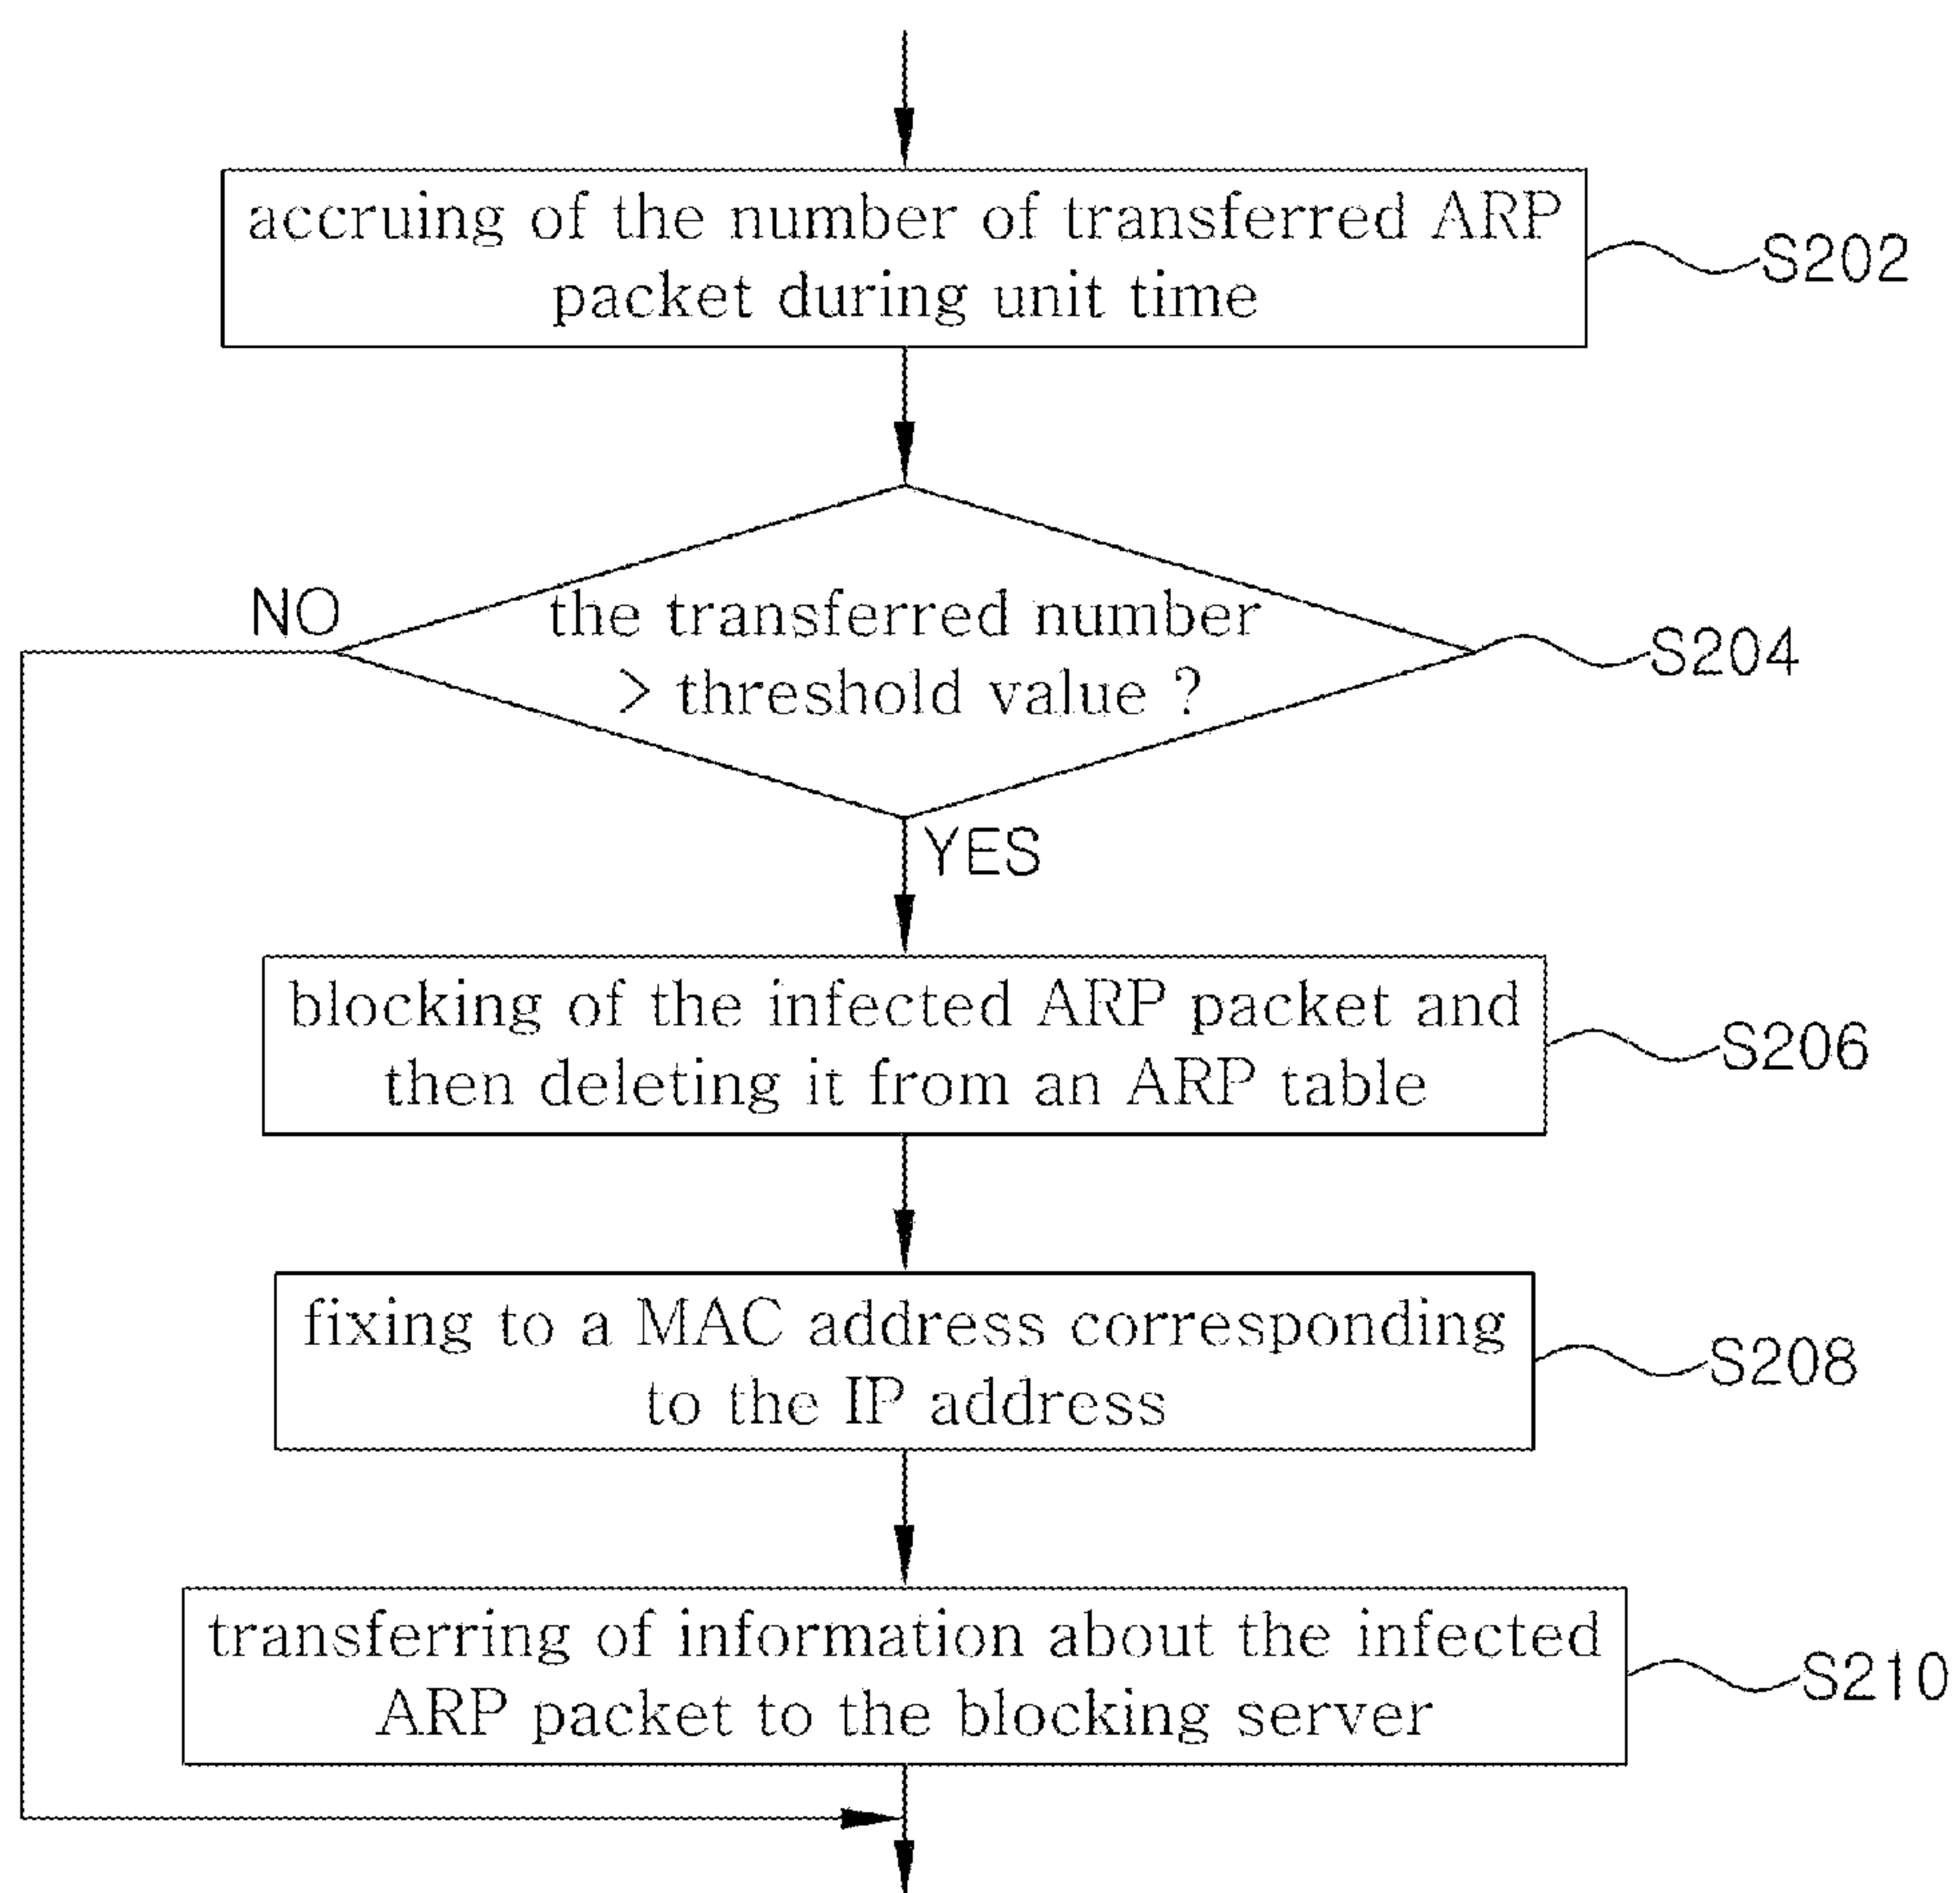 accruing of the number of transferred ARP
packet during unit time
S202
NO
the transferred number
> threshold value ?
S204
YES
blocking of the infected ARP packet and
then deleting it from an ARP table
S206
fixing to a MAC address corresponding
to the IP address
S208
transferring of information about the infected
ARP packet to the blocking server
S210